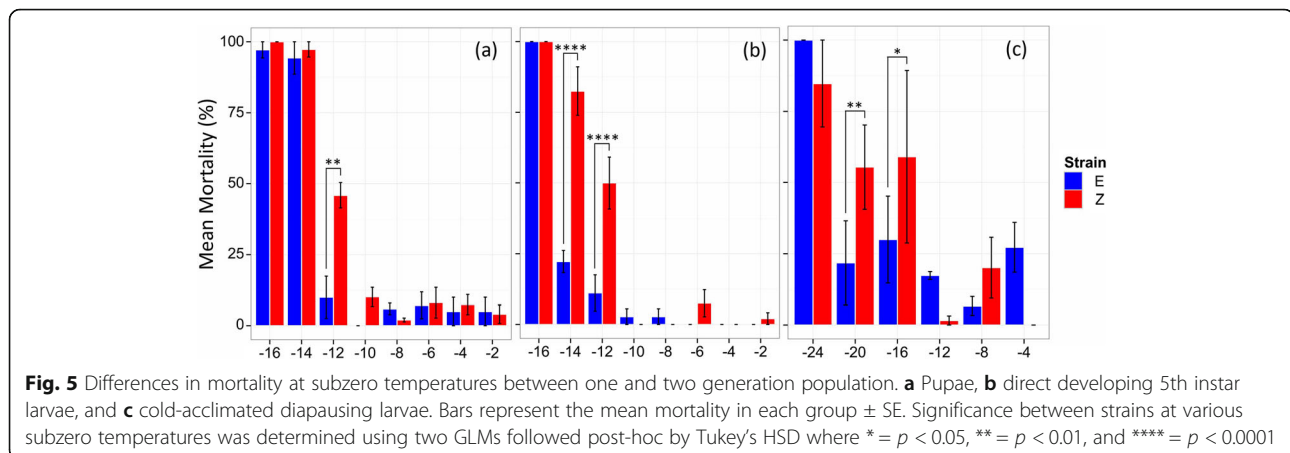 (a) (b) (c)
** **** **** ** *
Mean Mortality (%)
100
75
50
25
0
Strain
E
Z
-16 -14 -12 -10 -8 -6 -4 -2
-16 -14 -12 -10 -8 -6 -4 -2
-24 -20 -16 -12 -8 -4
Fig. 5 Differences in mortality at subzero temperatures between one and two generation population. a Pupae, b direct developing 5th instar
larvae, and c cold-acclimated diapausing larvae. Bars represent the mean mortality in each group ± SE. Significance between strains at various
subzero temperatures was determined using two GLMs followed post-hoc by Tukey's HSD where * = p < 0.05, ** = p < 0.01, and **** = p < 0.0001